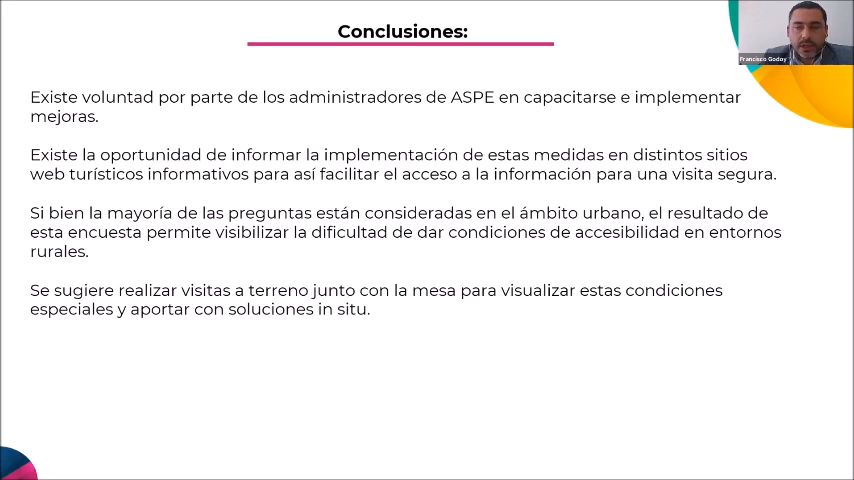 Conclusiones:
Francisco Godoy
Existe voluntad por parte de los administradores de ASPE en capacitarse e implementar
mejoras.
Existe la oportunidad de informar la implementación de estas medidas en distintos sitios
web turísticos informativos para así facilitar el acceso a la información para una visita segura.
Si bien la mayoría de las preguntas están consideradas en el ámbito urbano, el resultado de
esta encuesta permite visibilizar la dificultad de dar condiciones de accesibilidad en entornos
rurales.
Se sugiere realizar visitas a terreno junto con la mesa para visualizar estas condiciones
especiales y aportar con soluciones in situ.